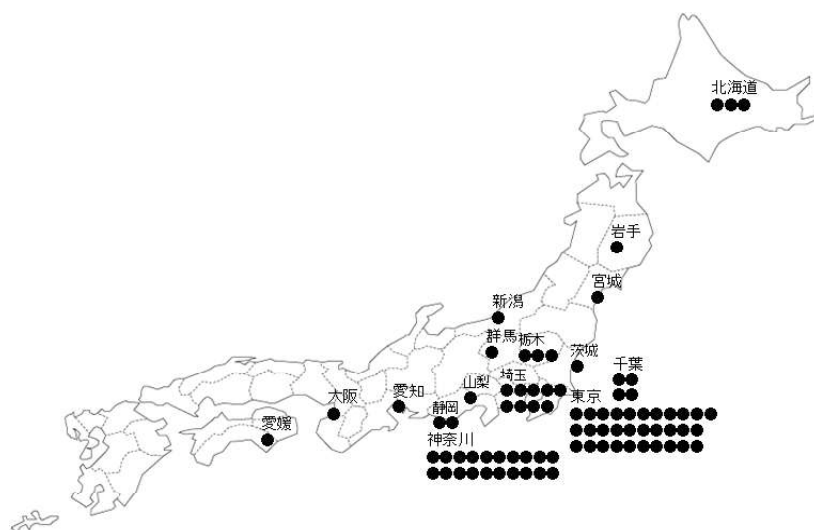 北海道
岩手
宮城
新潟
群馬
栃木
茨城
千葉
埼玉
山梨
東京
大阪
愛知
静岡
愛媛
神奈川